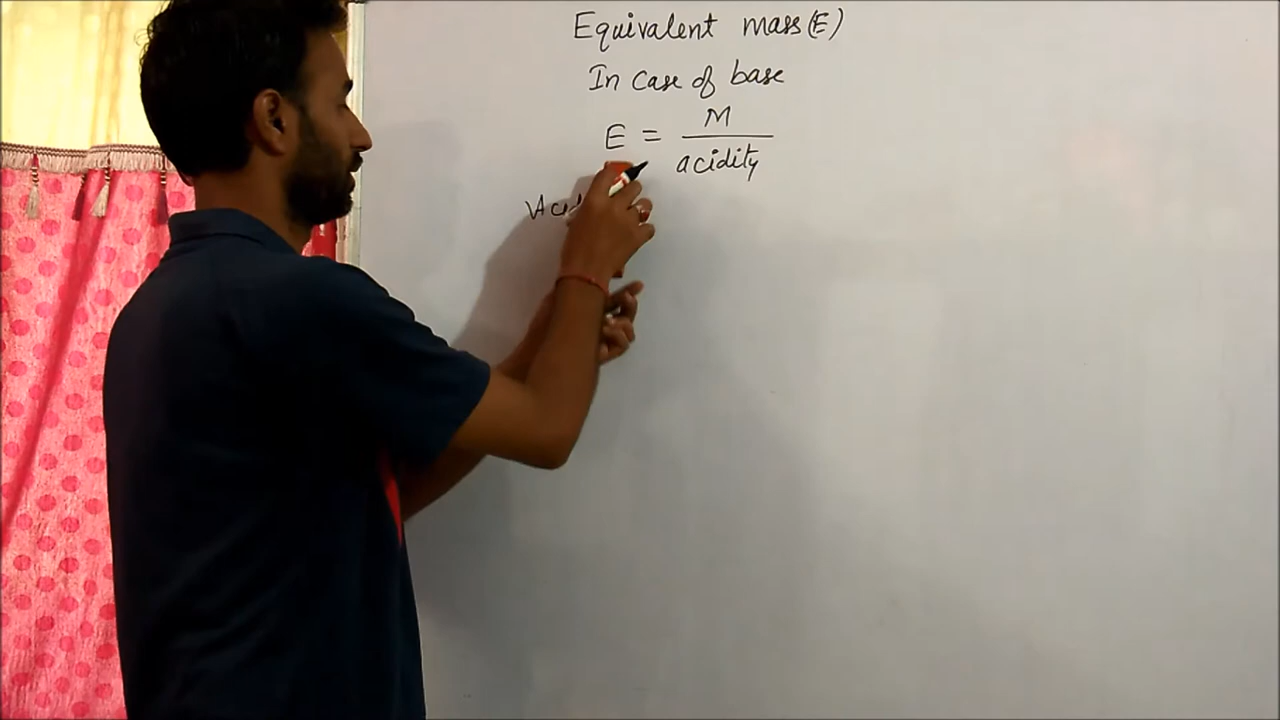 Equivalent mass (E)
In case of base
E = M / acidity